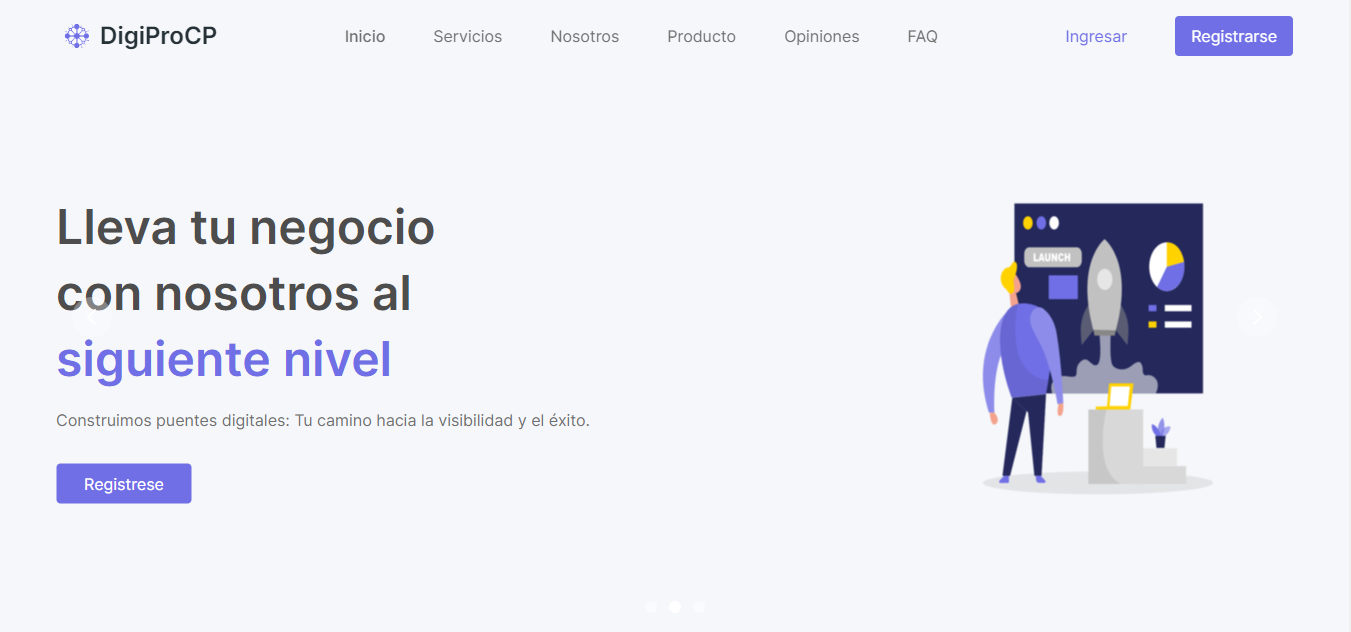 DigiProCP
Inicio
Servicios
Nosotros
Producto
Opiniones
FAQ
Ingresar
Registrarse
Lleva tu negocio
con nosotros al
siguiente nivel
Construimos puentes digitales: Tu camino hacia la visibilidad y el éxito.
Registrese
LAUNCH